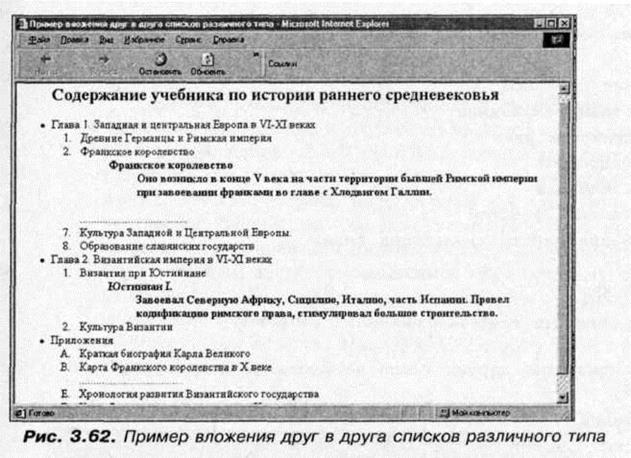 Пример вложения друг в друга списков различного типа - Microsoft Internet Explorer
Файл Правка Вид Избранное Сервис Справка
Остановить Обновить Ссылки
Содержание учебника по истории раннего средневековья
• Глава 1. Западная и центральная Европа в VI-XI веках
1. Древние Германцы и Римская империя
2. Франкское королевство
Франкское королевство
Оно возникло в конце V века на части территории бывшей Римской империи
при завоевании франками во главе с Хлодвигом Галлии.
7. Культура Западной и Центральной Европы.
8. Образование славянских государств
• Глава 2. Византийская империя в VI-XI веках
1. Византия при Юстиниане
Юстиниан I.
Завоевал Северную Африку, Сицилию, Италию, часть Испании. Провел
кодификацию римского права, стимулировал большое строительство.
2. Культура Византии
• Приложения
A. Краткая биография Карла Великого
B. Карта Франкского королевства в X веке
E. Хронология развития Византийского государства
Готово Мой компьютер
Рис. 3.62. Пример вложения друг в друга списков различного типа